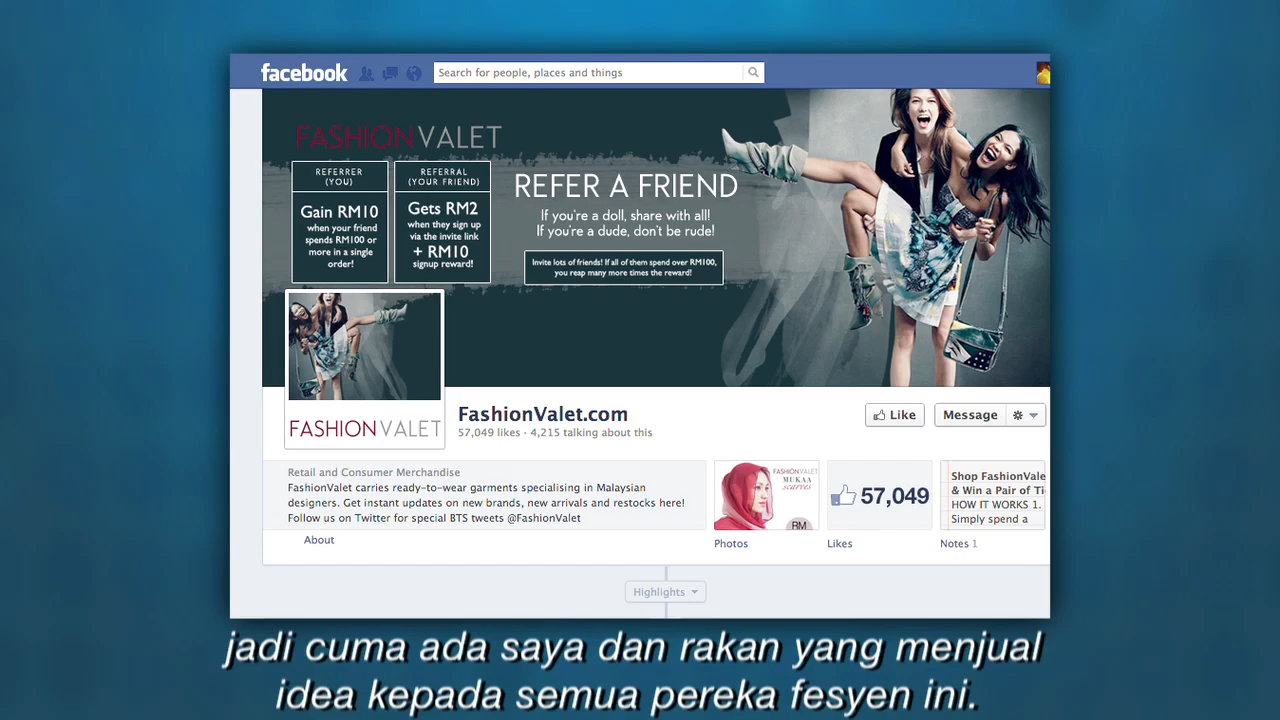 facebook
Search for people, places and things
FASHIONVALET
REFERRER
(YOU)
Gain RM10
when your friend
spends RM100 or
more in a single
order!
REFERRAL
(YOUR FRIEND)
Gets RM2
when they sign up
via the invite link
+ RM10
signup reward!
REFER A FRIEND
If you're a doll, share with all!
If you're a dude, don't be rude!
Invite lots of friends! If all of them spend over RM100,
you reap many more times the reward!
FASHIONVALET
FashionValet.com
57,049 likes · 4,215 talking about this
Like
Message
Retail and Consumer Merchandise
FashionValet carries ready-to-wear garments specialising in Malaysian
designers. Get instant updates on new brands, new arrivals and restocks here!
Follow us on Twitter for special BTS tweets @FashionValet
About
FASHIONVALET
MUKAA
scarves
RM
Photos
57,049
Likes
Shop FashionVale
& Win a Pair of Ti
HOW IT WORKS 1.
Simply spend a
Notes 1
Highlights
jadi cuma ada saya dan rakan yang menjual
idea kepada semua pereka fesyen ini.